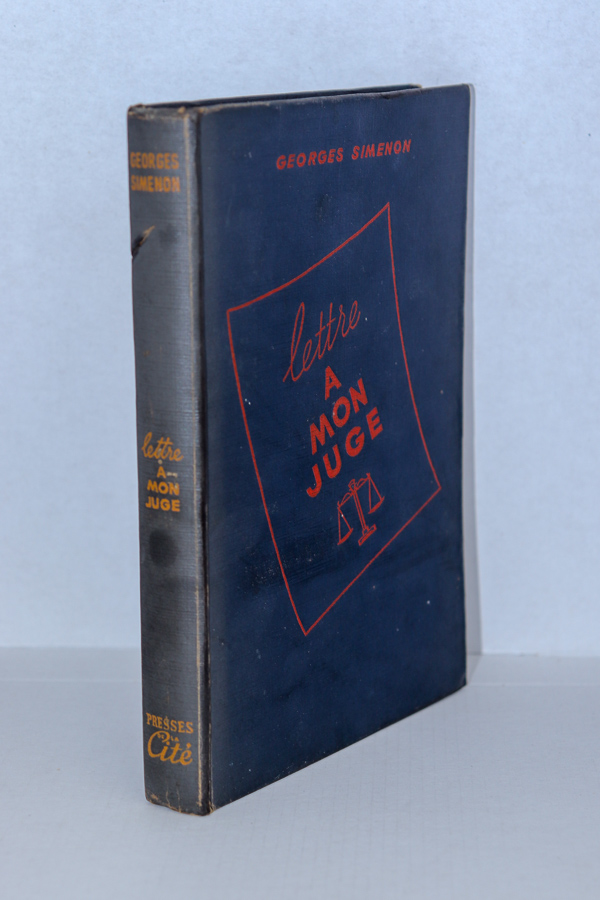 GEORGES
SIMENON
lettre
À
MON
JUGE
PRESSES
DE LA
Cité
GEORGES SIMENON
lettre
A
MON
JUGE